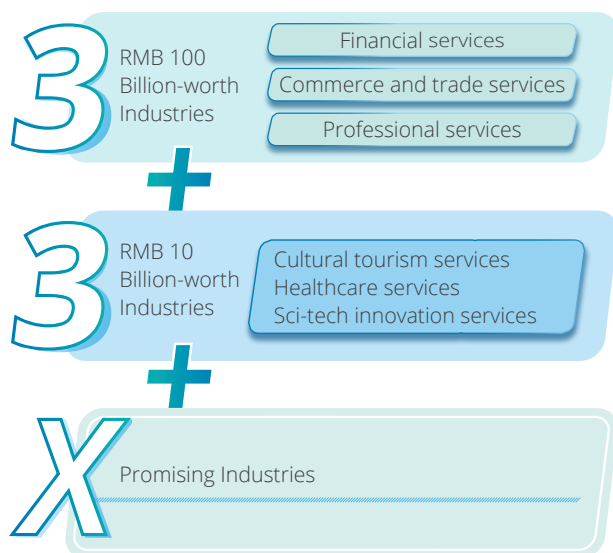 3
RMB 100
Billion-worth
Industries
Financial services
Commerce and trade services
Professional services
+
3
RMB 10
Billion-worth
Industries
Cultural tourism services
Healthcare services
Sci-tech innovation services
+
X
Promising Industries